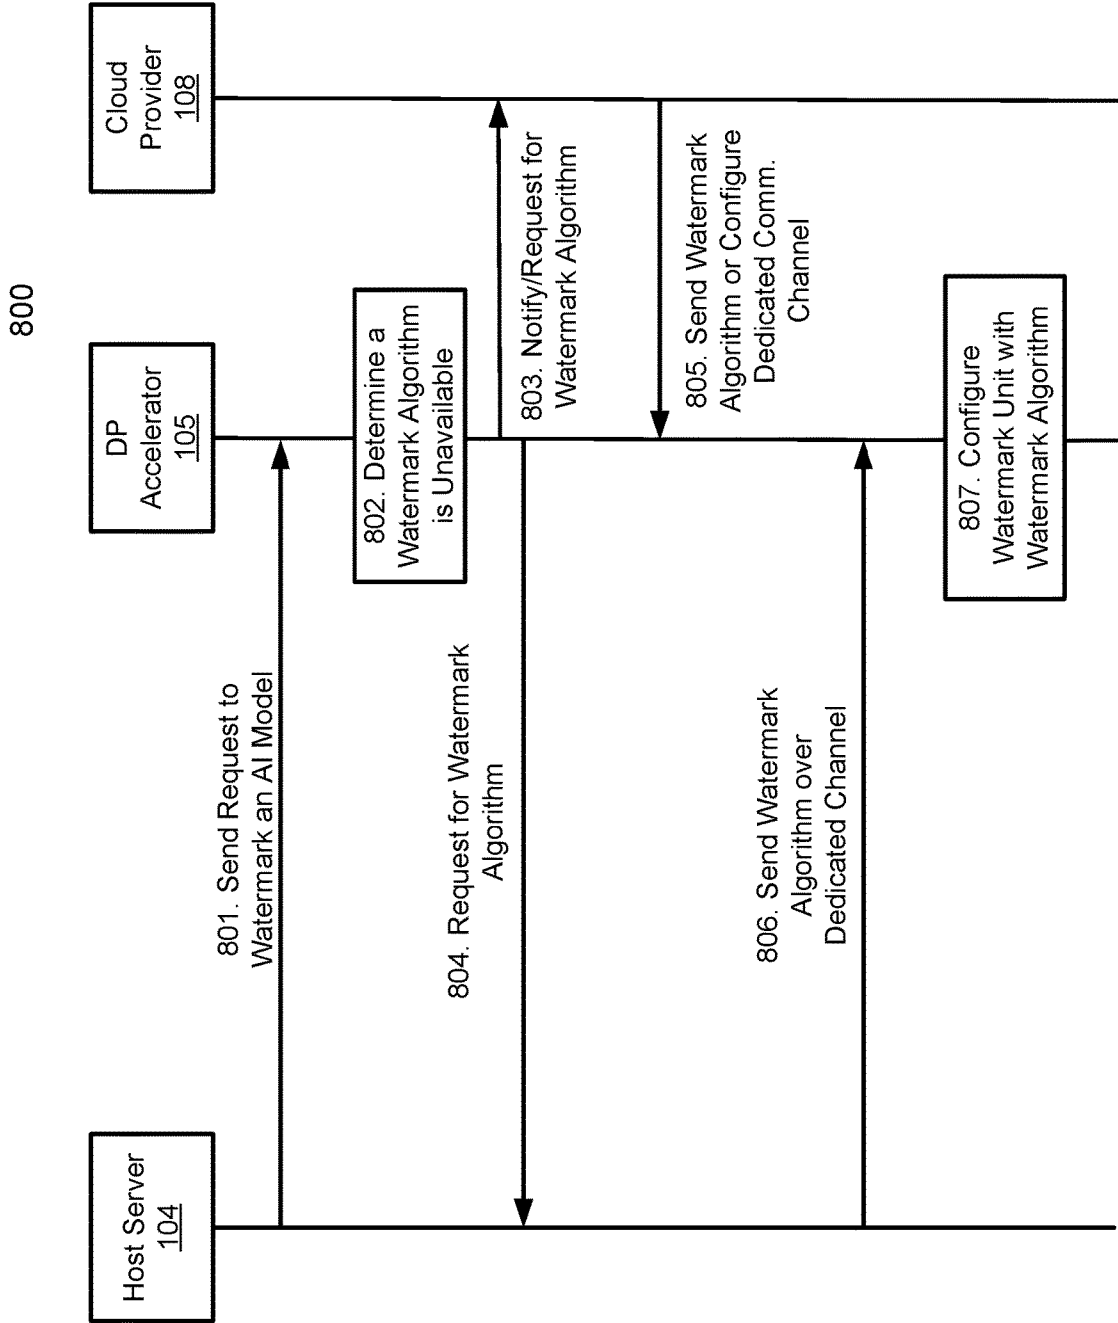 800
Host Server
104
DP
Accelerator
105
Cloud
Provider
108
801. Send Request to
Watermark an AI Model
802. Determine a
Watermark Algorithm
is Unavailable
803. Notify/Request for
Watermark Algorithm
804. Request for Watermark
Algorithm
805. Send Watermark
Algorithm or Configure
Dedicated Comm.
Channel
806. Send Watermark
Algorithm over
Dedicated Channel
807. Configure
Watermark Unit with
Watermark Algorithm